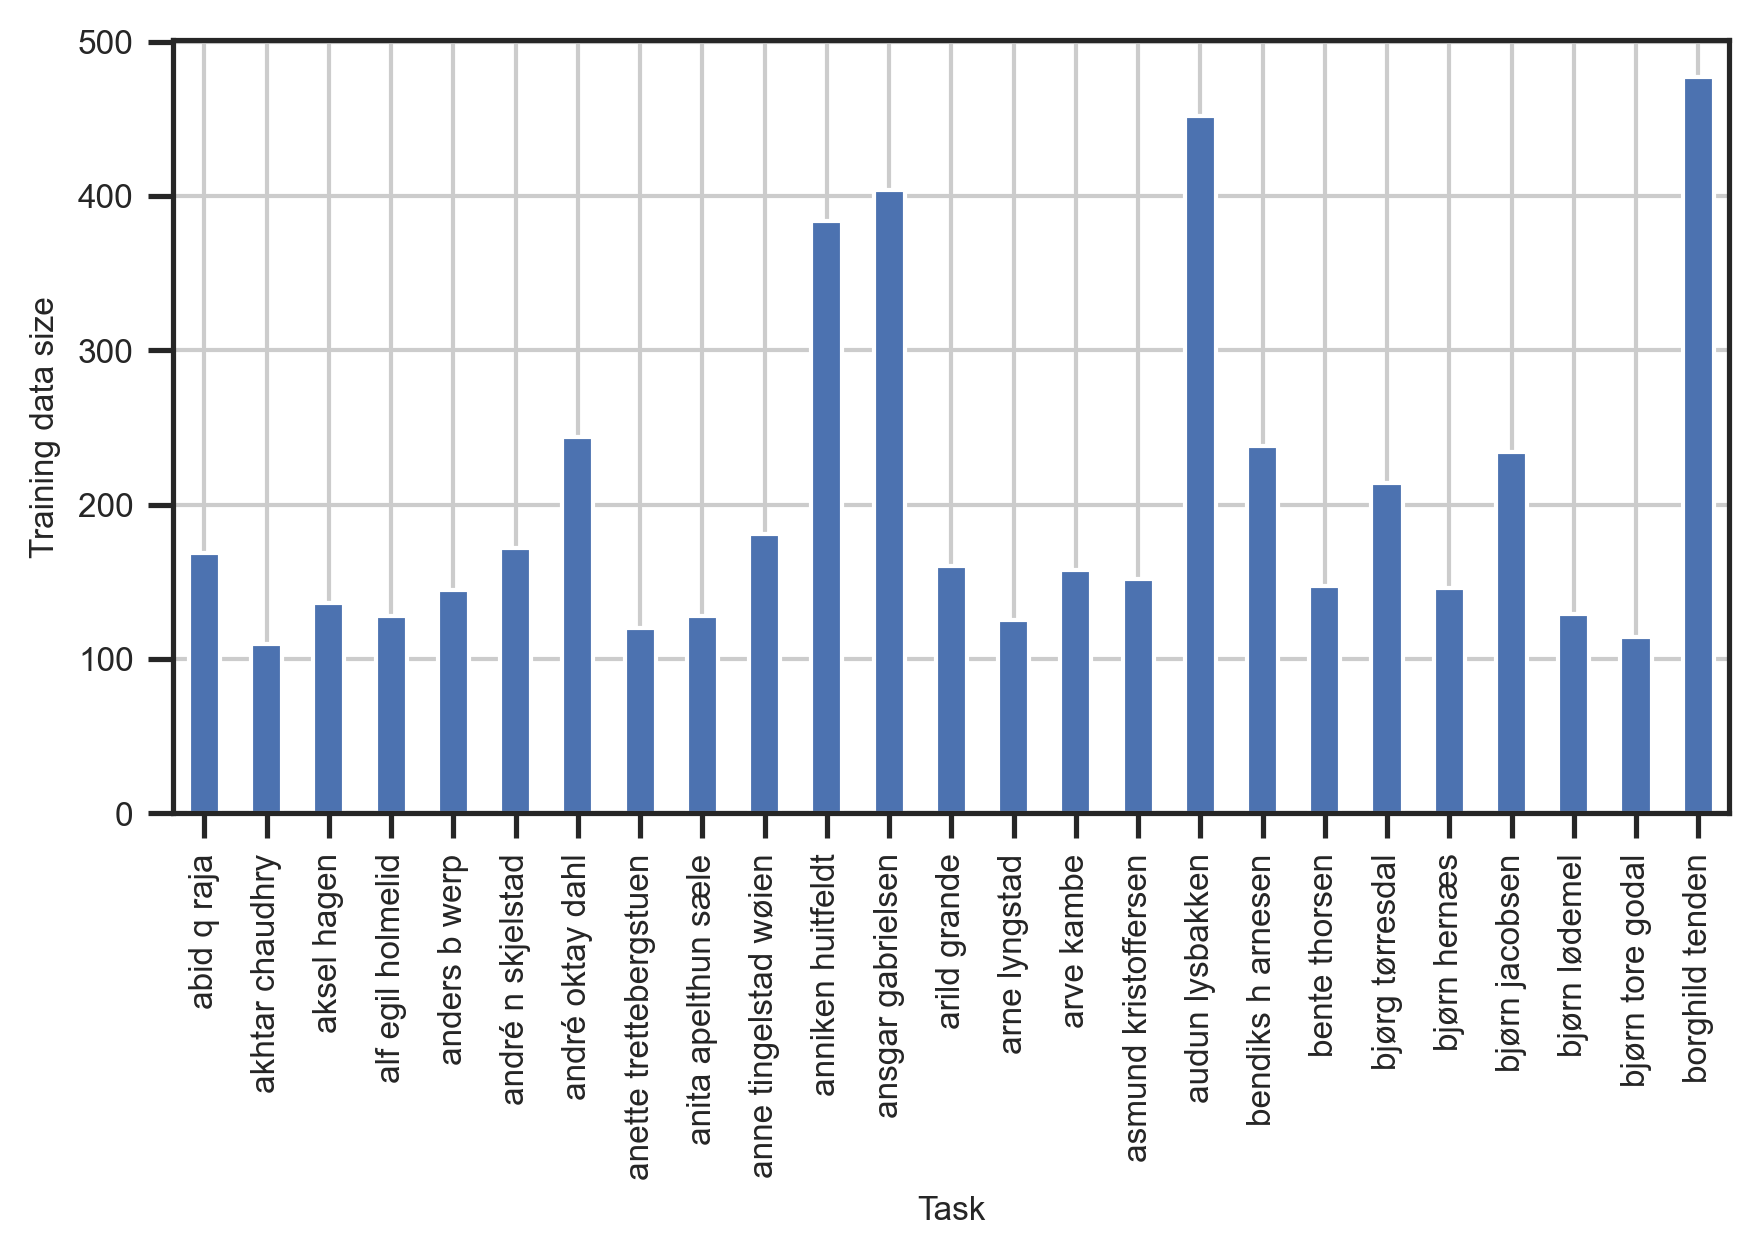 500
400
300
200
100
0
Training data size
abid q raja
akhtar chaudhry
aksel hagen
alf egil holmelid
anders b werp
andré n skjelstad
andré oktay dahl
anette trettebergstuen
anita apelthun sæle
anne tingelstad wøien
anniken huitfeldt
ansgar gabrielsen
arild grande
arne lyngstad
arve kambe
asmund kristoffersen
audun lysbakken
bendiks h arnesen
bente thorsen
bjørg tørresdal
bjørn hernæs
bjørn jacobsen
bjørn lødemel
bjørn tore godal
borghild tenden
Task